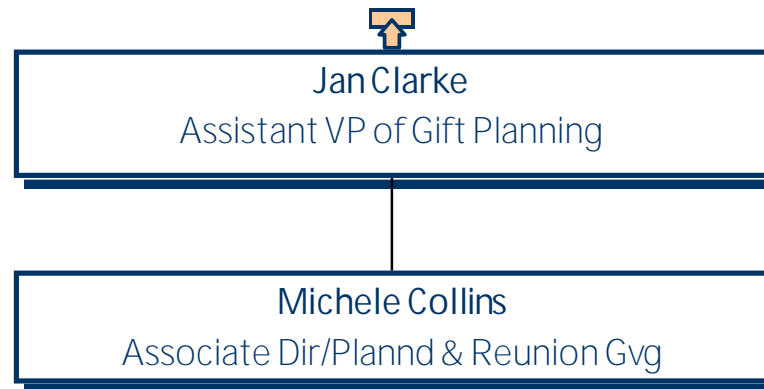 Jan Clarke
Assistant VP of Gift Planning
Michele Collins
Associate Dir/Plannd & Reunion Gvg